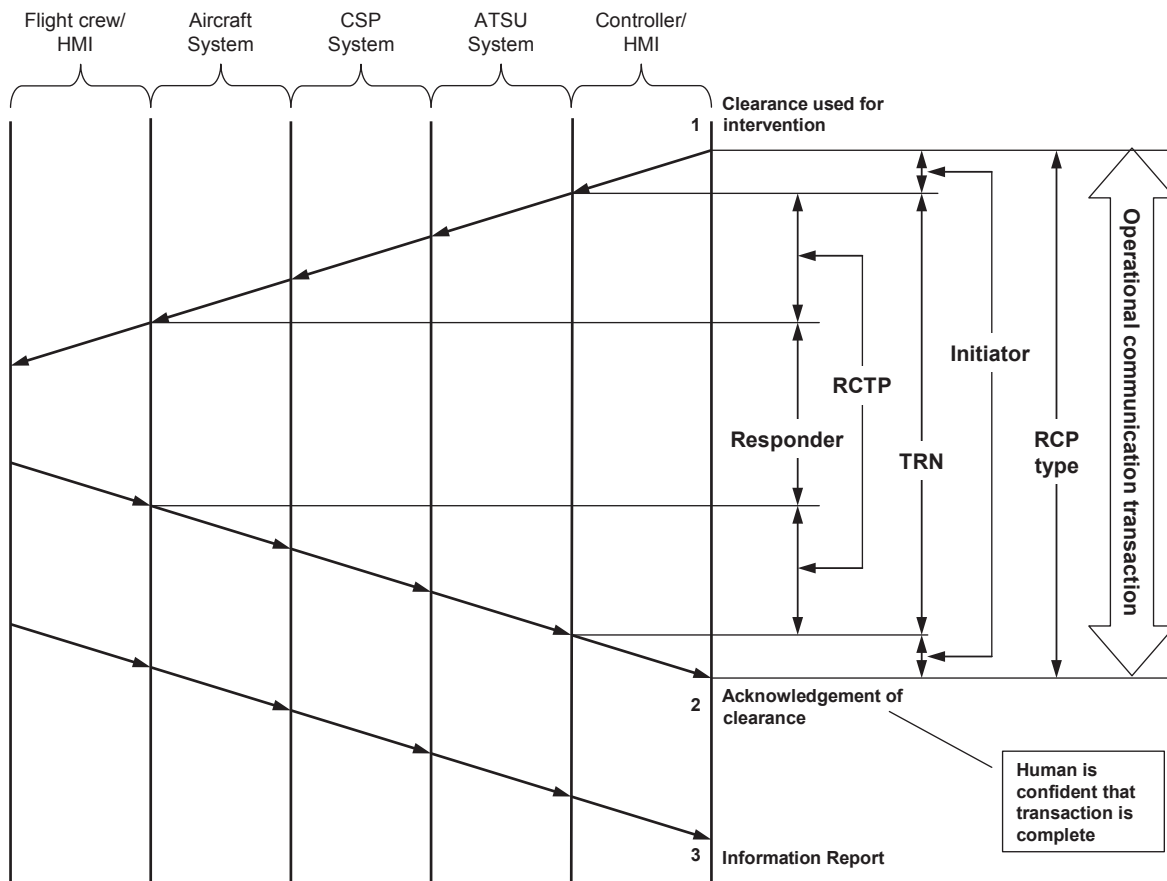 Flight crew/
HMI
Aircraft
System
CSP
System
ATSU
System
Controller/
HMI
1
Clearance used for
intervention
Operational communication transaction
Initiator
RCTP
Responder
TRN
RCP
type
2
Acknowledgement of
clearance
Human is
confident that
transaction is
complete
3
Information Report